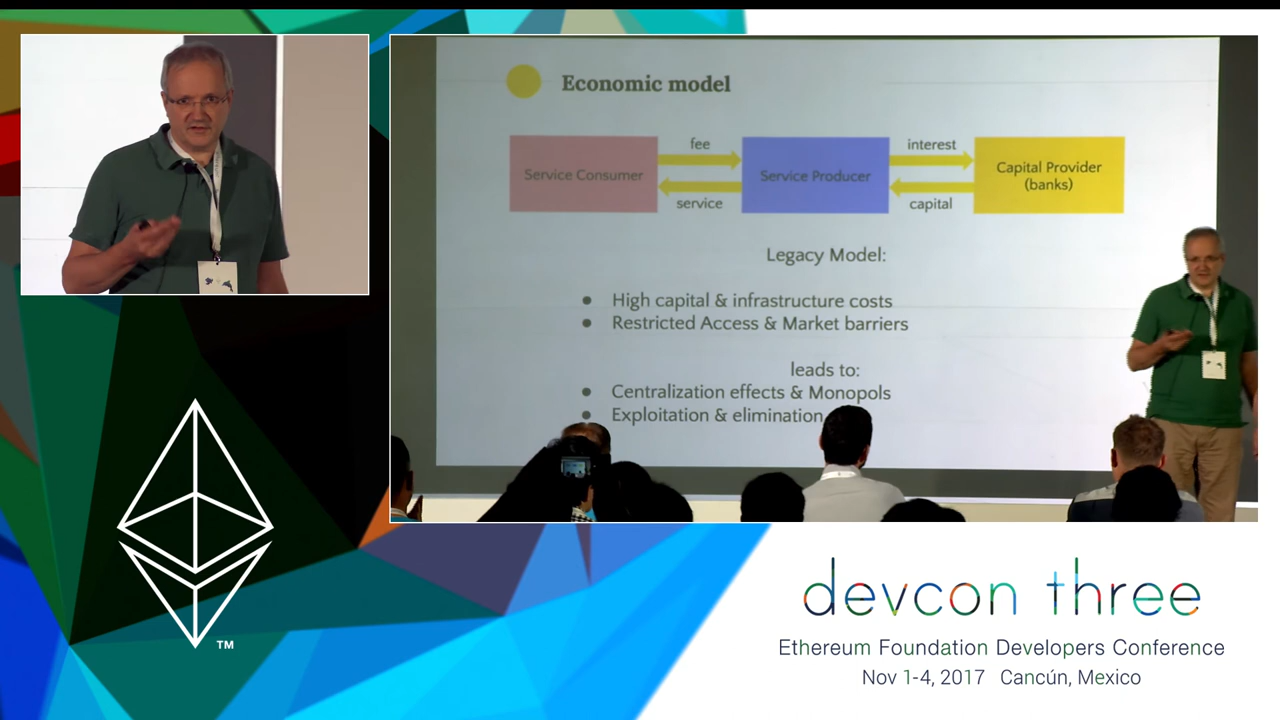 Economic model
fee
interest
Service Consumer
Service Producer
Capital Provider
(banks)
service
capital
Legacy Model:
● High capital & infrastructure costs
● Restricted Access & Market barriers
leads to:
● Centralization effects & Monopols
● Exploitation & elimination
TM
devcon three
Ethereum Foundation Developers Conference
Nov 1-4, 2017 Cancún, Mexico